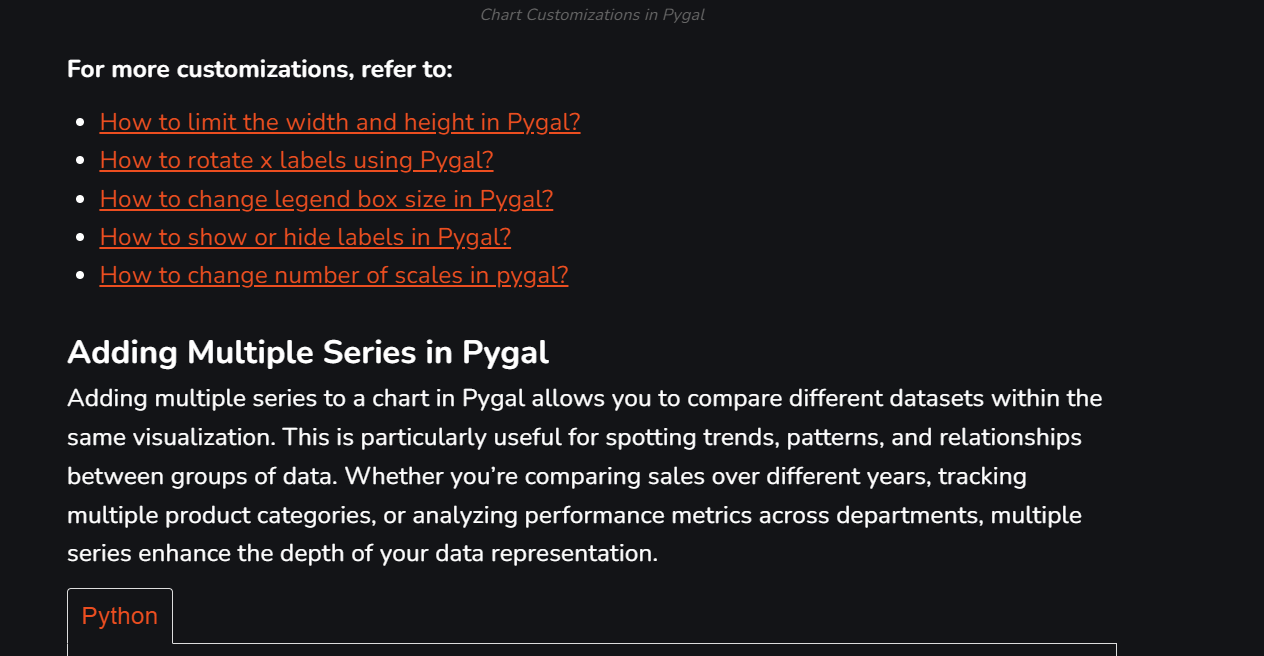 Chart Customizations in Pygal
For more customizations, refer to:
How to limit the width and height in Pygal?
How to rotate x labels using Pygal?
How to change legend box size in Pygal?
How to show or hide labels in Pygal?
How to change number of scales in pygal?
Adding Multiple Series in Pygal
Adding multiple series to a chart in Pygal allows you to compare different datasets within the
same visualization. This is particularly useful for spotting trends, patterns, and relationships
between groups of data. Whether you’re comparing sales over different years, tracking
multiple product categories, or analyzing performance metrics across departments, multiple
series enhance the depth of your data representation.
Python